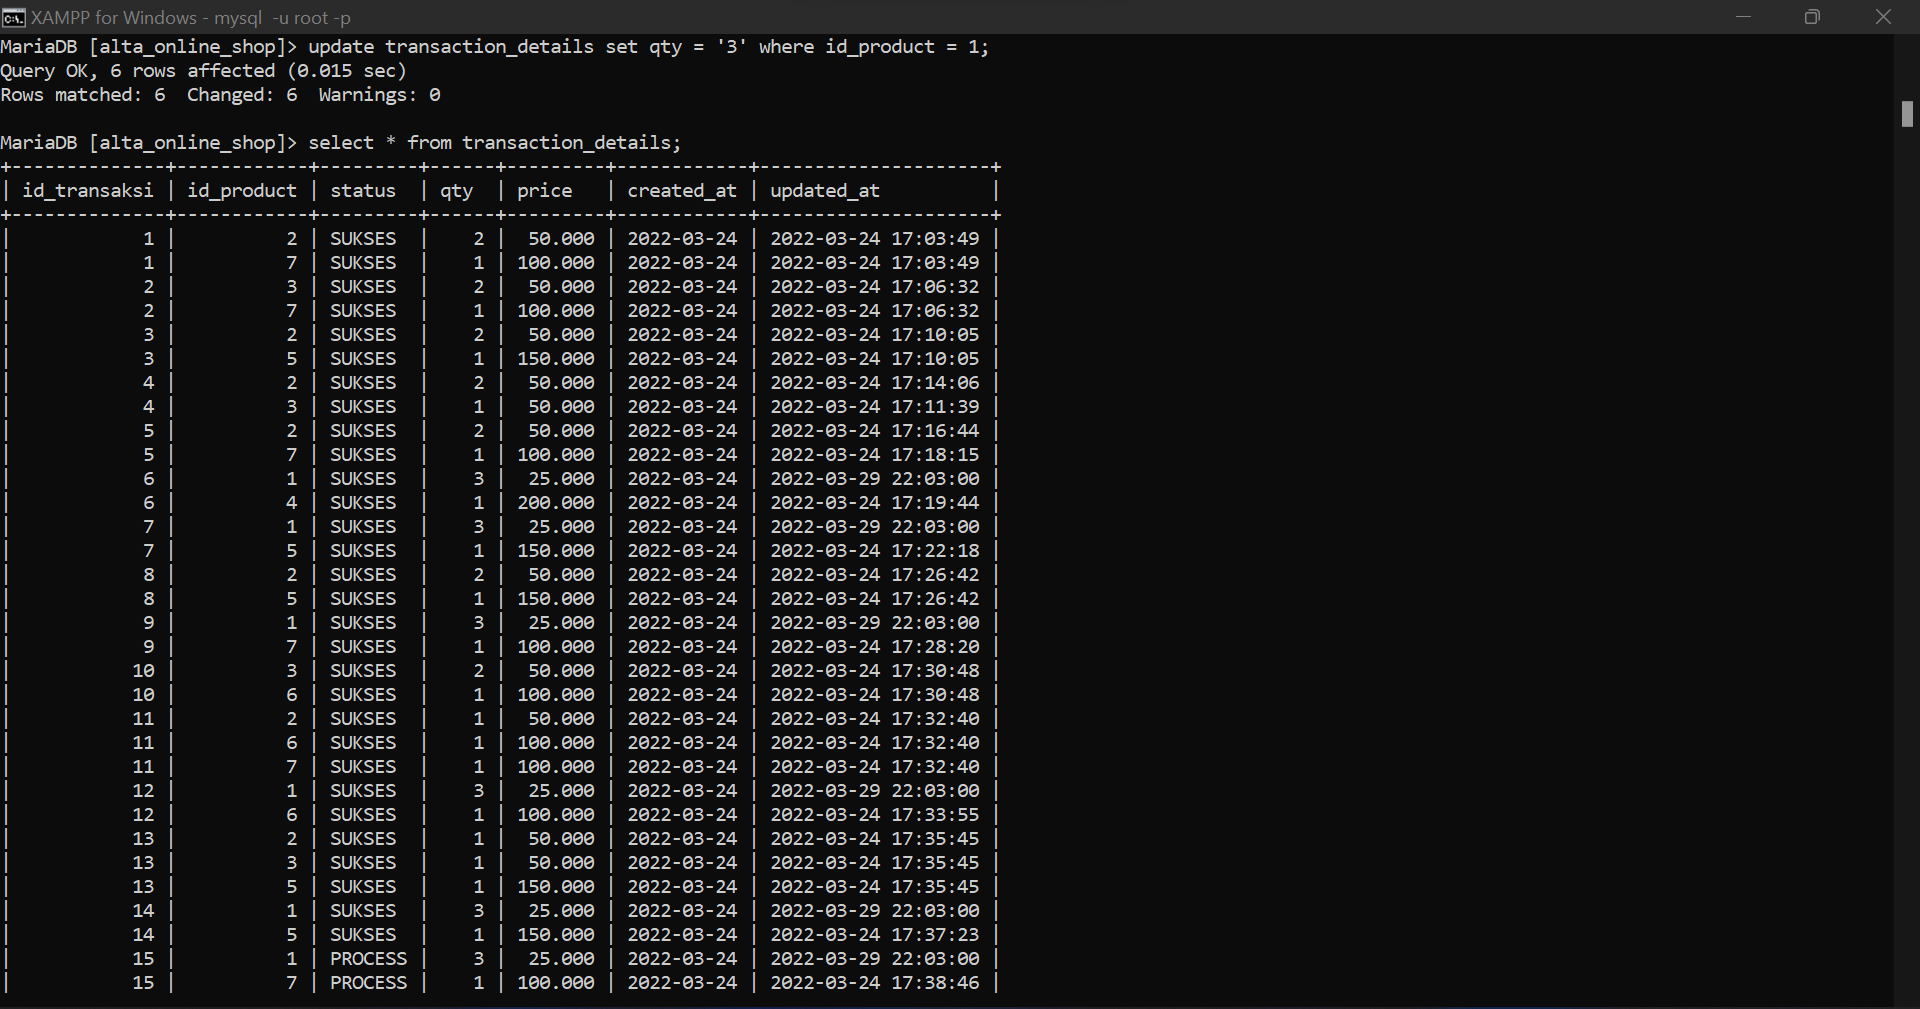 XAMPP for Windows - mysql  -u root -p
MariaDB [alta_online_shop]> update transaction_details set qty = '3' where id_product = 1;
Query OK, 6 rows affected (0.015 sec)
Rows matched: 6  Changed: 6  Warnings: 0
MariaDB [alta_online_shop]> select * from transaction_details;
+--------------+------------+---------+------+---------+------------+---------------------+
| id_transaksi | id_product | status  | qty  | price   | created_at | updated_at          |
+--------------+------------+---------+------+---------+------------+---------------------+
|            1 |          2 | SUKSES  |    2 |  50.000 | 2022-03-24 | 2022-03-24 17:03:49 |
|            1 |          7 | SUKSES  |    1 | 100.000 | 2022-03-24 | 2022-03-24 17:03:49 |
|            2 |          3 | SUKSES  |    2 |  50.000 | 2022-03-24 | 2022-03-24 17:06:32 |
|            2 |          7 | SUKSES  |    1 | 100.000 | 2022-03-24 | 2022-03-24 17:06:32 |
|            3 |          2 | SUKSES  |    2 |  50.000 | 2022-03-24 | 2022-03-24 17:10:05 |
|            3 |          5 | SUKSES  |    1 | 150.000 | 2022-03-24 | 2022-03-24 17:10:05 |
|            4 |          2 | SUKSES  |    2 |  50.000 | 2022-03-24 | 2022-03-24 17:14:06 |
|            4 |          3 | SUKSES  |    1 |  50.000 | 2022-03-24 | 2022-03-24 17:11:39 |
|            5 |          2 | SUKSES  |    2 |  50.000 | 2022-03-24 | 2022-03-24 17:16:44 |
|            5 |          7 | SUKSES  |    1 | 100.000 | 2022-03-24 | 2022-03-24 17:18:15 |
|            6 |          1 | SUKSES  |    3 |  25.000 | 2022-03-24 | 2022-03-29 22:03:00 |
|            6 |          4 | SUKSES  |    1 | 200.000 | 2022-03-24 | 2022-03-24 17:19:44 |
|            7 |          1 | SUKSES  |    3 |  25.000 | 2022-03-24 | 2022-03-29 22:03:00 |
|            7 |          5 | SUKSES  |    1 | 150.000 | 2022-03-24 | 2022-03-24 17:22:18 |
|            8 |          2 | SUKSES  |    2 |  50.000 | 2022-03-24 | 2022-03-24 17:26:42 |
|            8 |          5 | SUKSES  |    1 | 150.000 | 2022-03-24 | 2022-03-24 17:26:42 |
|            9 |          1 | SUKSES  |    3 |  25.000 | 2022-03-24 | 2022-03-29 22:03:00 |
|            9 |          7 | SUKSES  |    1 | 100.000 | 2022-03-24 | 2022-03-24 17:28:20 |
|           10 |          3 | SUKSES  |    2 |  50.000 | 2022-03-24 | 2022-03-24 17:30:48 |
|           10 |          6 | SUKSES  |    1 | 100.000 | 2022-03-24 | 2022-03-24 17:30:48 |
|           11 |          2 | SUKSES  |    1 |  50.000 | 2022-03-24 | 2022-03-24 17:32:40 |
|           11 |          6 | SUKSES  |    1 | 100.000 | 2022-03-24 | 2022-03-24 17:32:40 |
|           11 |          7 | SUKSES  |    1 | 100.000 | 2022-03-24 | 2022-03-24 17:32:40 |
|           12 |          1 | SUKSES  |    3 |  25.000 | 2022-03-24 | 2022-03-29 22:03:00 |
|           12 |          6 | SUKSES  |    1 | 100.000 | 2022-03-24 | 2022-03-24 17:33:55 |
|           13 |          2 | SUKSES  |    1 |  50.000 | 2022-03-24 | 2022-03-24 17:35:45 |
|           13 |          3 | SUKSES  |    1 |  50.000 | 2022-03-24 | 2022-03-24 17:35:45 |
|           13 |          5 | SUKSES  |    1 | 150.000 | 2022-03-24 | 2022-03-24 17:35:45 |
|           14 |          1 | SUKSES  |    3 |  25.000 | 2022-03-24 | 2022-03-29 22:03:00 |
|           14 |          5 | SUKSES  |    1 | 150.000 | 2022-03-24 | 2022-03-24 17:37:23 |
|           15 |          1 | PROCESS |    3 |  25.000 | 2022-03-24 | 2022-03-29 22:03:00 |
|           15 |          7 | PROCESS |    1 | 100.000 | 2022-03-24 | 2022-03-24 17:38:46 |